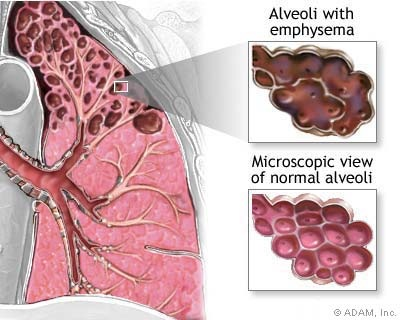 Alveoli with
emphysema
Microscopic view
of normal alveoli
© ADAM, Inc.